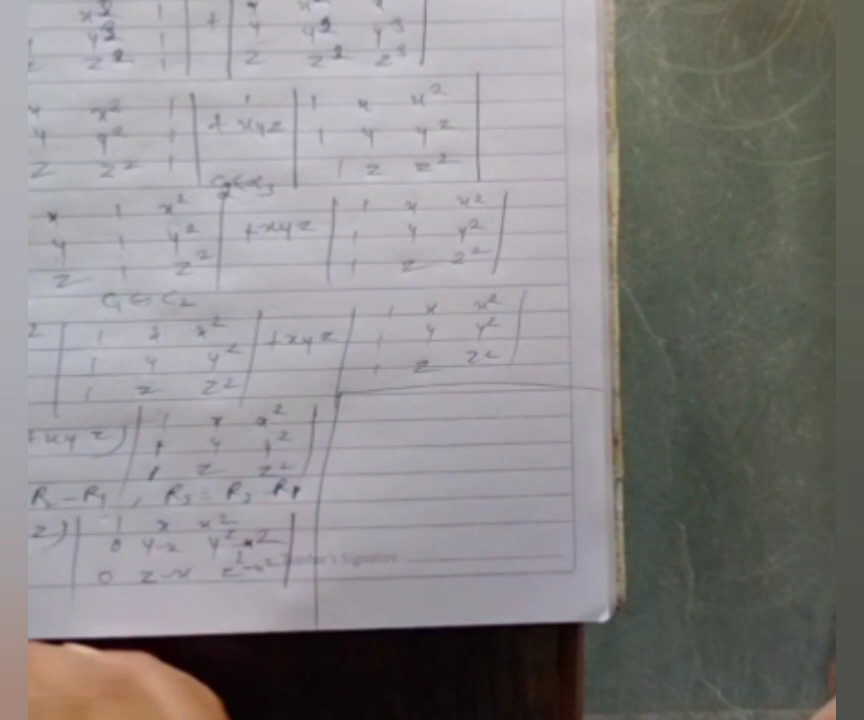 x² 1 | + | x²
y² 1 | y y² y³
z z² 1 | z z² z³
x x² 1 | + xyz | 1 x x²
y y² 1 | 1 y y²
z z² 1 | 1 z z²
x 1 x² | + xyz | 1 x x²
y 1 y² | 1 y y²
z 1 z² | 1 z z²
C₁ ↔ C₂
2 | 1 x x² | + xyz | 1 x x²
1 y y² | 1 y y²
1 z z² | 1 z z²
+ xyz) | 1 x x² |
1 y y²
1 z z²
R₂ - R₁, R₃ = R₃ - R₁
z) | 1 x x² |
0 y-x y²-x²
0 z-x z²-x²
Teacher's Signature